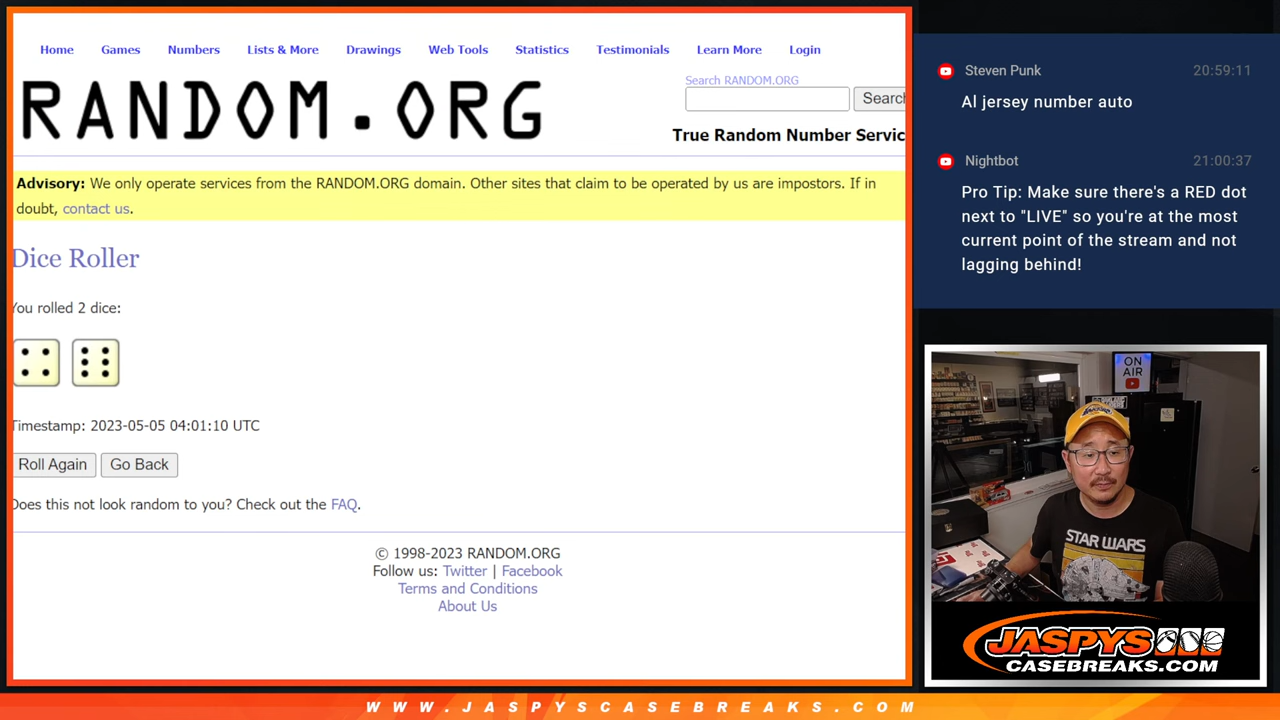 Home Games Numbers Lists & More Drawings Web Tools Statistics Testimonials Learn More Login
RANDOM.ORG
Search RANDOM.ORG
Search
True Random Number Servic
Advisory: We only operate services from the RANDOM.ORG domain. Other sites that claim to be operated by us are impostors. If in
doubt, contact us.
Dice Roller
You rolled 2 dice:
Timestamp: 2023-05-05 04:01:10 UTC
Roll Again Go Back
Does this not look random to you? Check out the FAQ.
© 1998-2023 RANDOM.ORG
Follow us: Twitter | Facebook
Terms and Conditions
About Us
Steven Punk 20:59:11
Al jersey number auto
Nightbot 21:00:37
Pro Tip: Make sure there's a RED dot
next to "LIVE" so you're at the most
current point of the stream and not
lagging behind!
ON
AIR
STAR WARS
JASPYS
CASEBREAKS.COM
WWW.JASPYSCASEBREAKS.COM